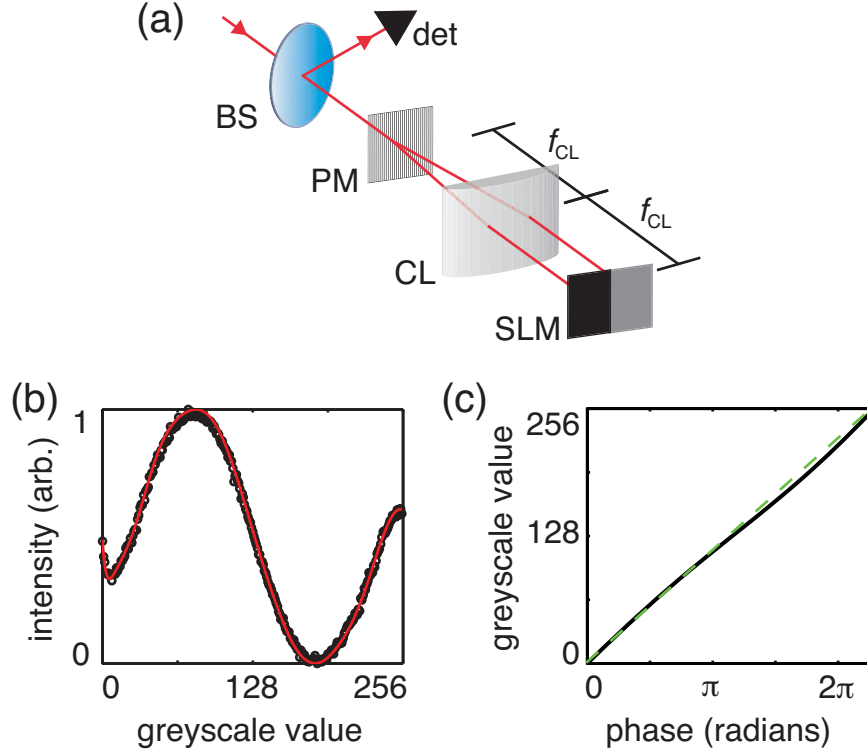 (a)
det
BS
PM
f_CL
f_CL
CL
SLM
(b)
1
intensity (arb.)
0
0 128 256
greyscale value
(c)
256
greyscale value
128
0
0 π 2π
phase (radians)